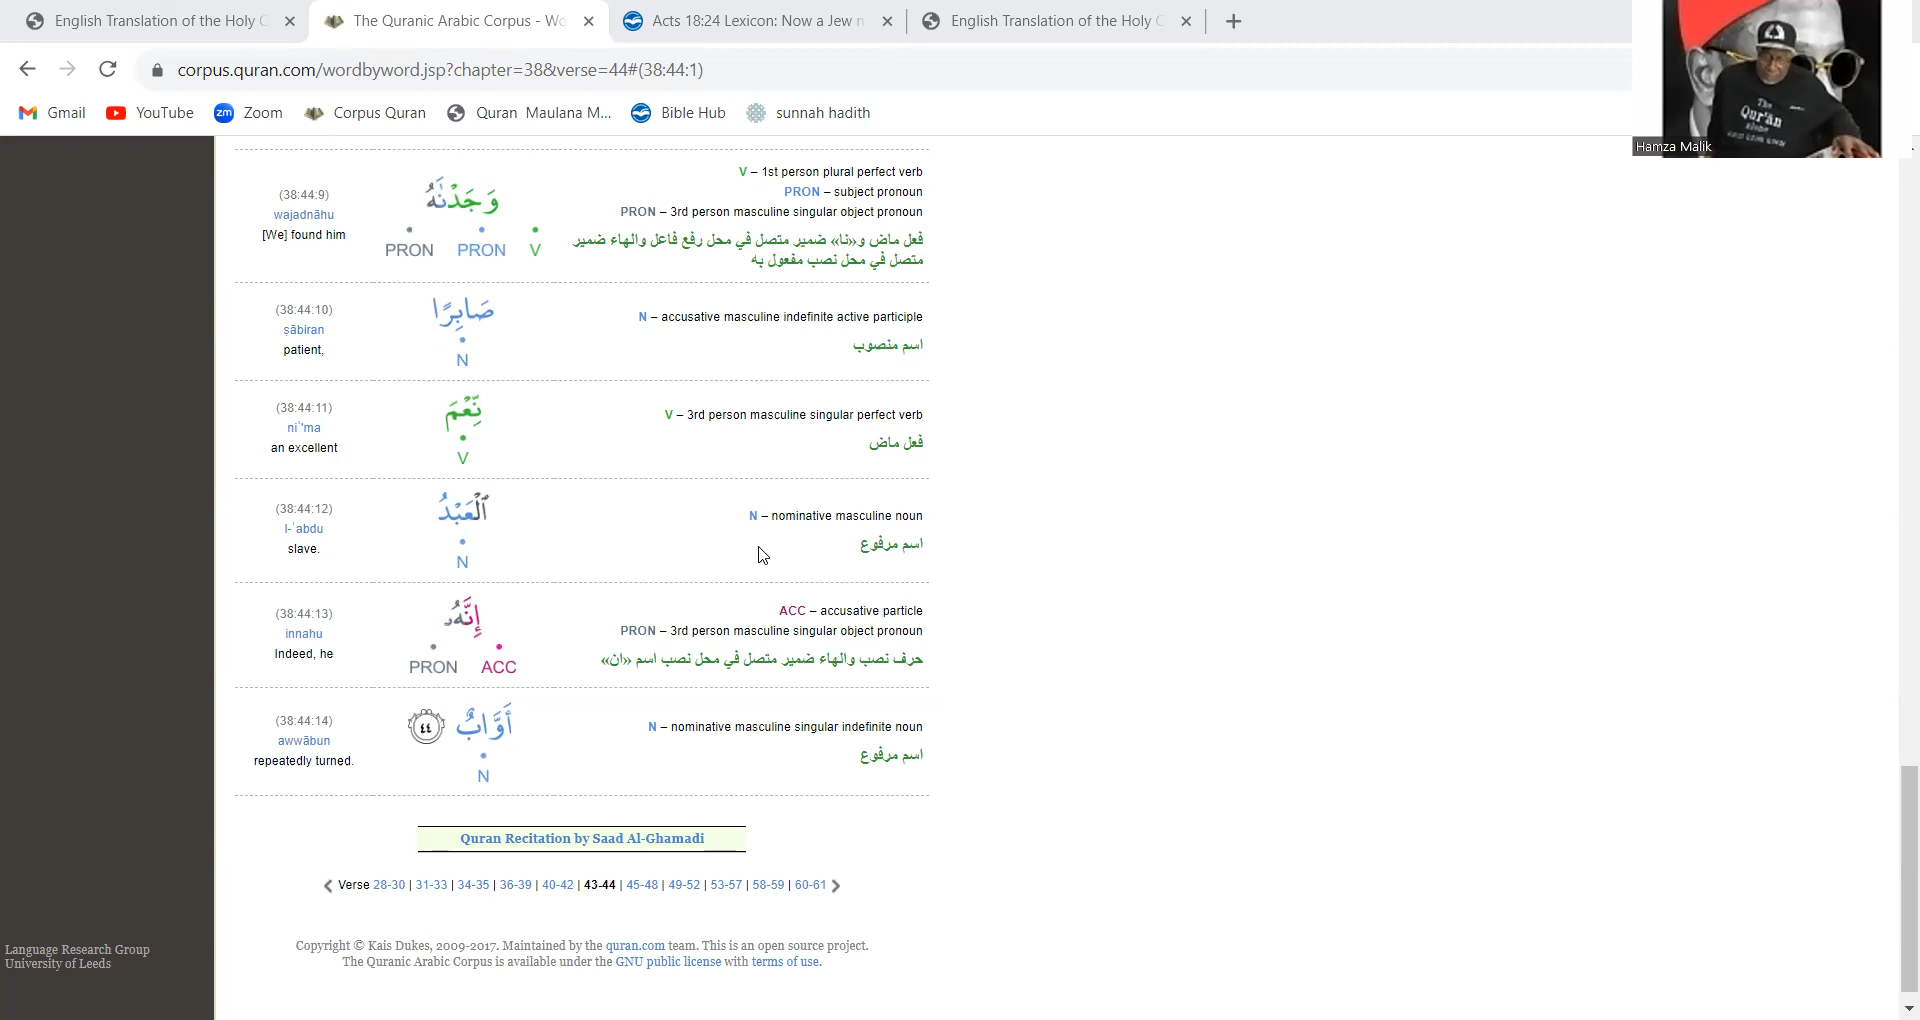 English Translation of the Holy C
The Quranic Arabic Corpus - Wo
Acts 18:24 Lexicon: Now a Jew n
English Translation of the Holy C
corpus.quran.com/wordbyword.jsp?chapter=38&verse=44#(38:44:1)
Gmail
YouTube
zm Zoom
Corpus Quran
Quran Maulana M...
Bible Hub
sunnah hadith
The
Qur'an
alone
Hamza Malik
(38:44:9)
wajadnāhu
[We] found him
وَجَدْنَٰهُ
PRON PRON V
V – 1st person plural perfect verb
PRON – subject pronoun
PRON – 3rd person masculine singular object pronoun
فعل ماض و«نا» ضمير متصل في محل رفع فاعل والهاء ضمير
متصل في محل نصب مفعول به
(38:44:10)
ṣābiran
patient,
صَابِرًا
N
N – accusative masculine indefinite active participle
اسم منصوب
(38:44:11)
niʿ'ma
an excellent
نِّعْمَ
V
V – 3rd person masculine singular perfect verb
فعل ماض
(38:44:12)
l-ʿabdu
slave.
ٱلْعَبْدُ
N
N – nominative masculine noun
اسم مرفوع
(38:44:13)
innahu
Indeed, he
إِنَّهُۥ
PRON ACC
ACC – accusative particle
PRON – 3rd person masculine singular object pronoun
حرف نصب والهاء ضمير متصل في محل نصب اسم «ان»
(38:44:14)
awwābun
repeatedly turned.
أَوَّابٌ ٤٤
N
N – nominative masculine singular indefinite noun
اسم مرفوع
Quran Recitation by Saad Al-Ghamadi
Verse 28-30 | 31-33 | 34-35 | 36-39 | 40-42 | 43-44 | 45-48 | 49-52 | 53-57 | 58-59 | 60-61
Language Research Group
University of Leeds
Copyright © Kais Dukes, 2009-2017. Maintained by the quran.com team. This is an open source project.
The Quranic Arabic Corpus is available under the GNU public license with terms of use.